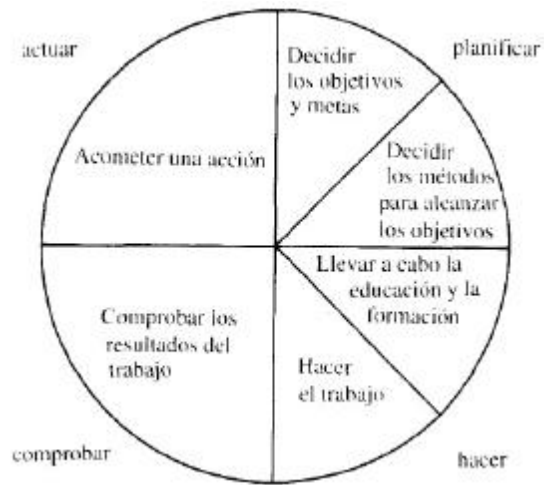 actuar
planificar
Decidir
los objetivos
y metas
Acometer una acción
Decidir
los métodos
para alcanzar
los objetivos
Llevar a cabo la
educación y la
formación
Comprobar los
resultados del
trabajo
Hacer
el trabajo
comprobar
hacer